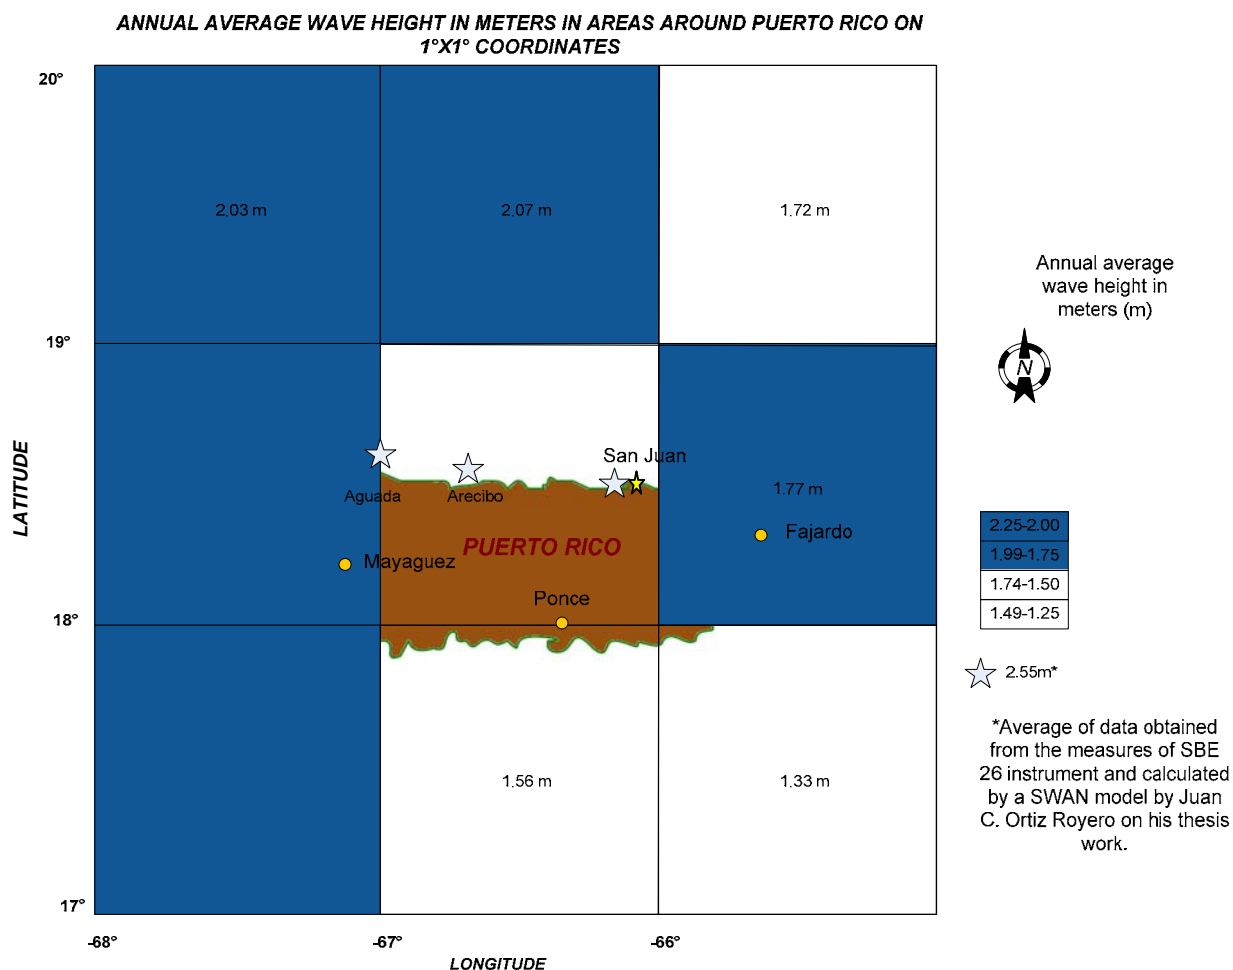 ANNUAL AVERAGE WAVE HEIGHT IN METERS IN AREAS AROUND PUERTO RICO ON
1°X1° COORDINATES
20°
2.03 m
2.07 m
1.72 m
Annual average
wave height in
meters (m)
19°
N
San Juan
Aguada
Arecibo
1.77 m
LATITUDE
2.25-2.00
Fajardo
PUERTO RICO
1.99-1.75
Mayaguez
1.74-1.50
Ponce
1.49-1.25
18°
2.55m*
*Average of data obtained
from the measures of SBE
26 instrument and calculated
by a SWAN model by Juan
C. Ortiz Royero on his thesis
work.
1.56 m
1.33 m
17°
-68°
-67°
-66°
LONGITUDE